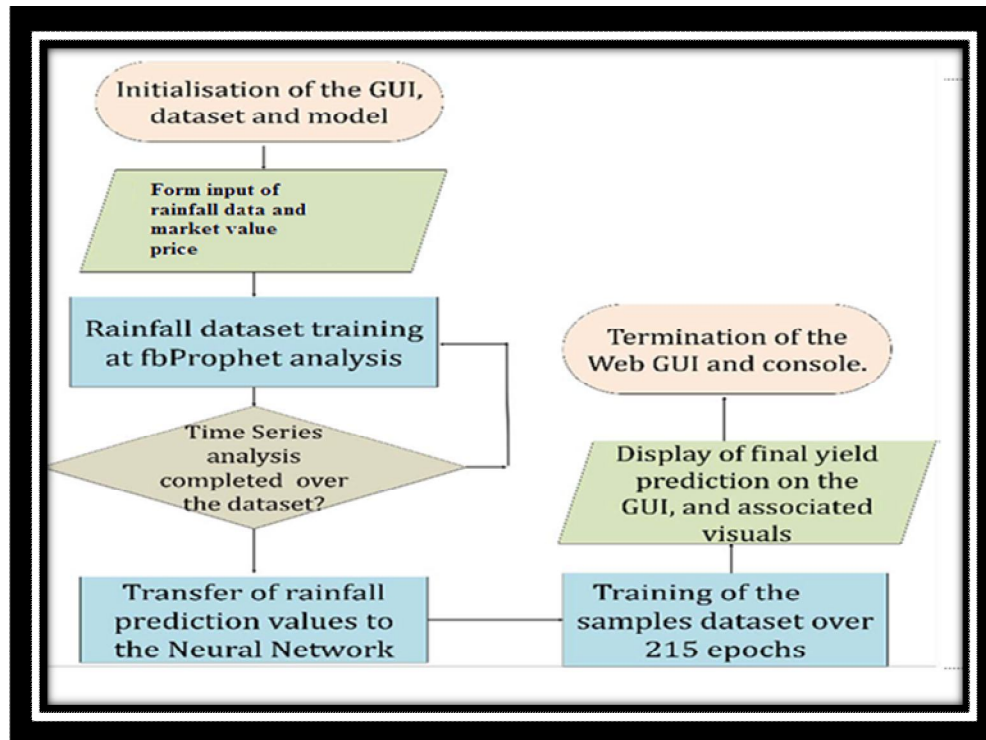 Initialisation of the GUI,
dataset and model
Form input of
rainfall data and
market value
price
Rainfall dataset training
at fbProphet analysis
Time Series
analysis
completed over
the dataset?
Transfer of rainfall
prediction values to
the Neural Network
Training of the
samples dataset over
215 epochs
Display of final yield
prediction on the
GUI, and associated
visuals
Termination of the
Web GUI and console.